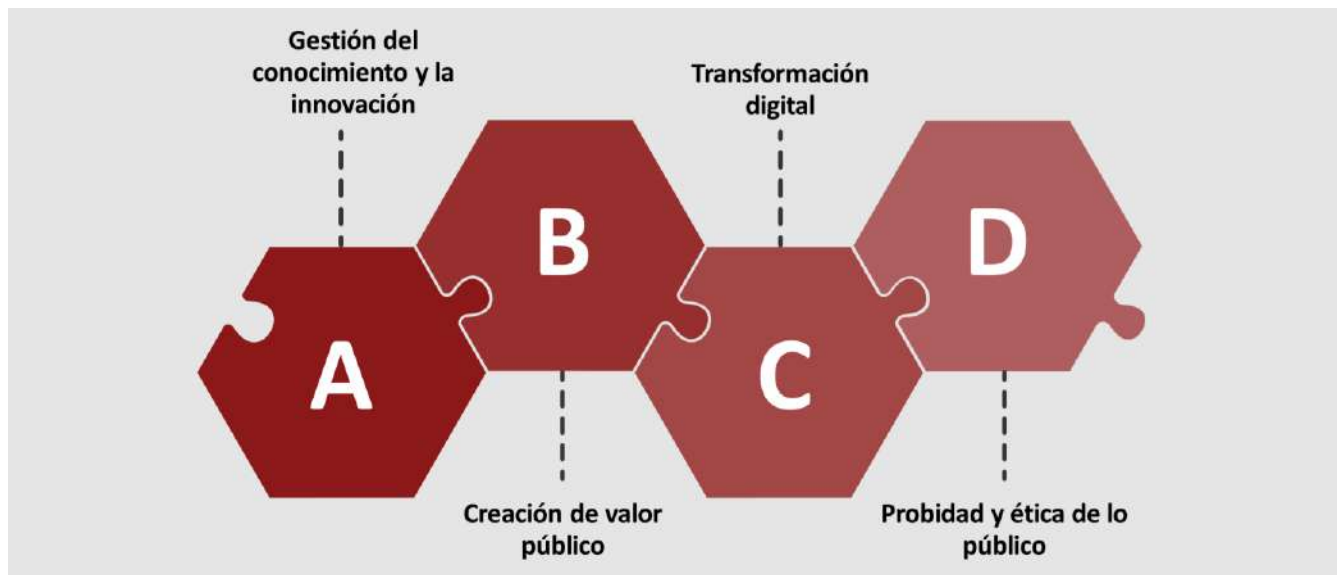 Gestión del
conocimiento y la
innovación
Transformación
digital
A
B
C
D
Creación de valor
público
Probidad y ética de lo
público